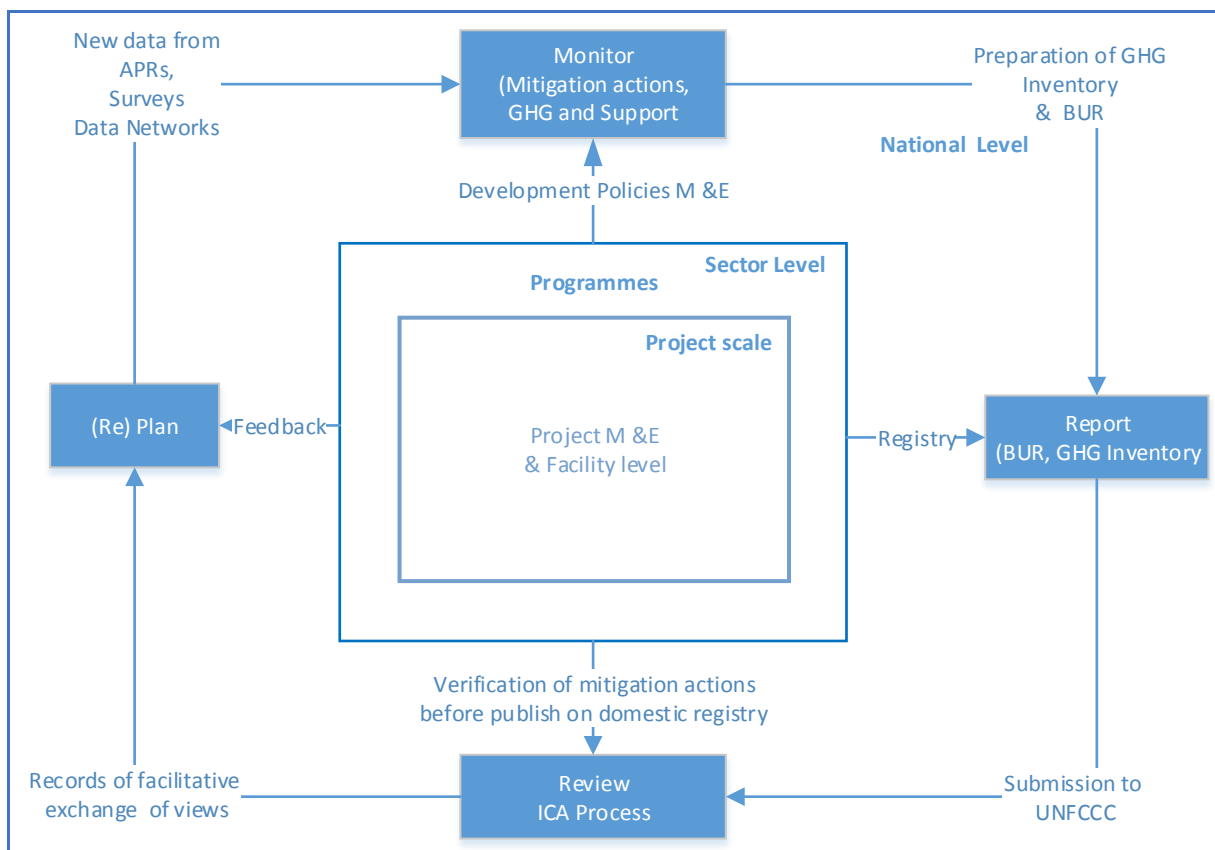 New data from
APRs,
Surveys
Data Networks
Monitor
(Mitigation actions,
GHG and Support
Preparation of GHG
Inventory
& BUR
National Level
Development Policies M &E
Sector Level
Programmes
Project scale
(Re) Plan
Feedback
Project M &E
& Facility level
Registry
Report
(BUR, GHG Inventory
Verification of mitigation actions
before publish on domestic registry
Records of facilitative
exchange of views
Review
ICA Process
Submission to
UNFCCC